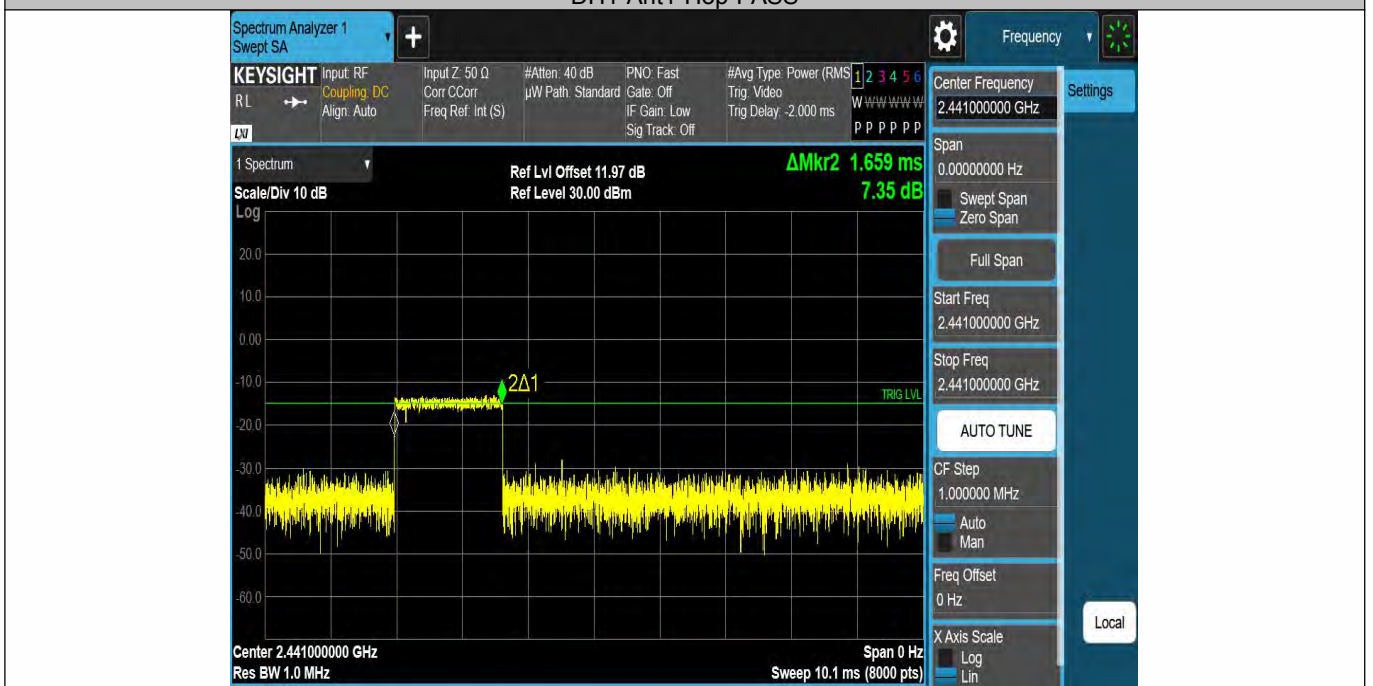 Spectrum Analyzer 1
Swept SA
+
Frequency
KEYSIGHT
RL
LXI
Input: RF
Coupling: DC
Align: Auto
Input Z: 50 Ω
Corr CCorr
Freq Ref: Int (S)
#Atten: 40 dB
µW Path: Standard
PNO: Fast
Gate: Off
IF Gain: Low
Sig Track: Off
#Avg Type: Power (RMS
Trig: Video
Trig Delay: -2.000 ms
1 2 3 4 5 6
W W W W W W
P P P P P P
1 Spectrum
Scale/Div 10 dB
Log
Ref Lvl Offset 11.97 dB
Ref Level 30.00 dBm
ΔMkr2 1.659 ms
7.35 dB
20.0
10.0
0.00
-10.0
2Δ1
TRIG LVL
-20.0
-30.0
-40.0
-50.0
-60.0
Center 2.441000000 GHz
Res BW 1.0 MHz
Span 0 Hz
Sweep 10.1 ms (8000 pts)
Center Frequency
2.441000000 GHz
Settings
Span
0.00000000 Hz
Swept Span
Zero Span
Full Span
Start Freq
2.441000000 GHz
Stop Freq
2.441000000 GHz
AUTO TUNE
CF Step
1.000000 MHz
Auto
Man
Freq Offset
0 Hz
X Axis Scale
Log
Lin
Local